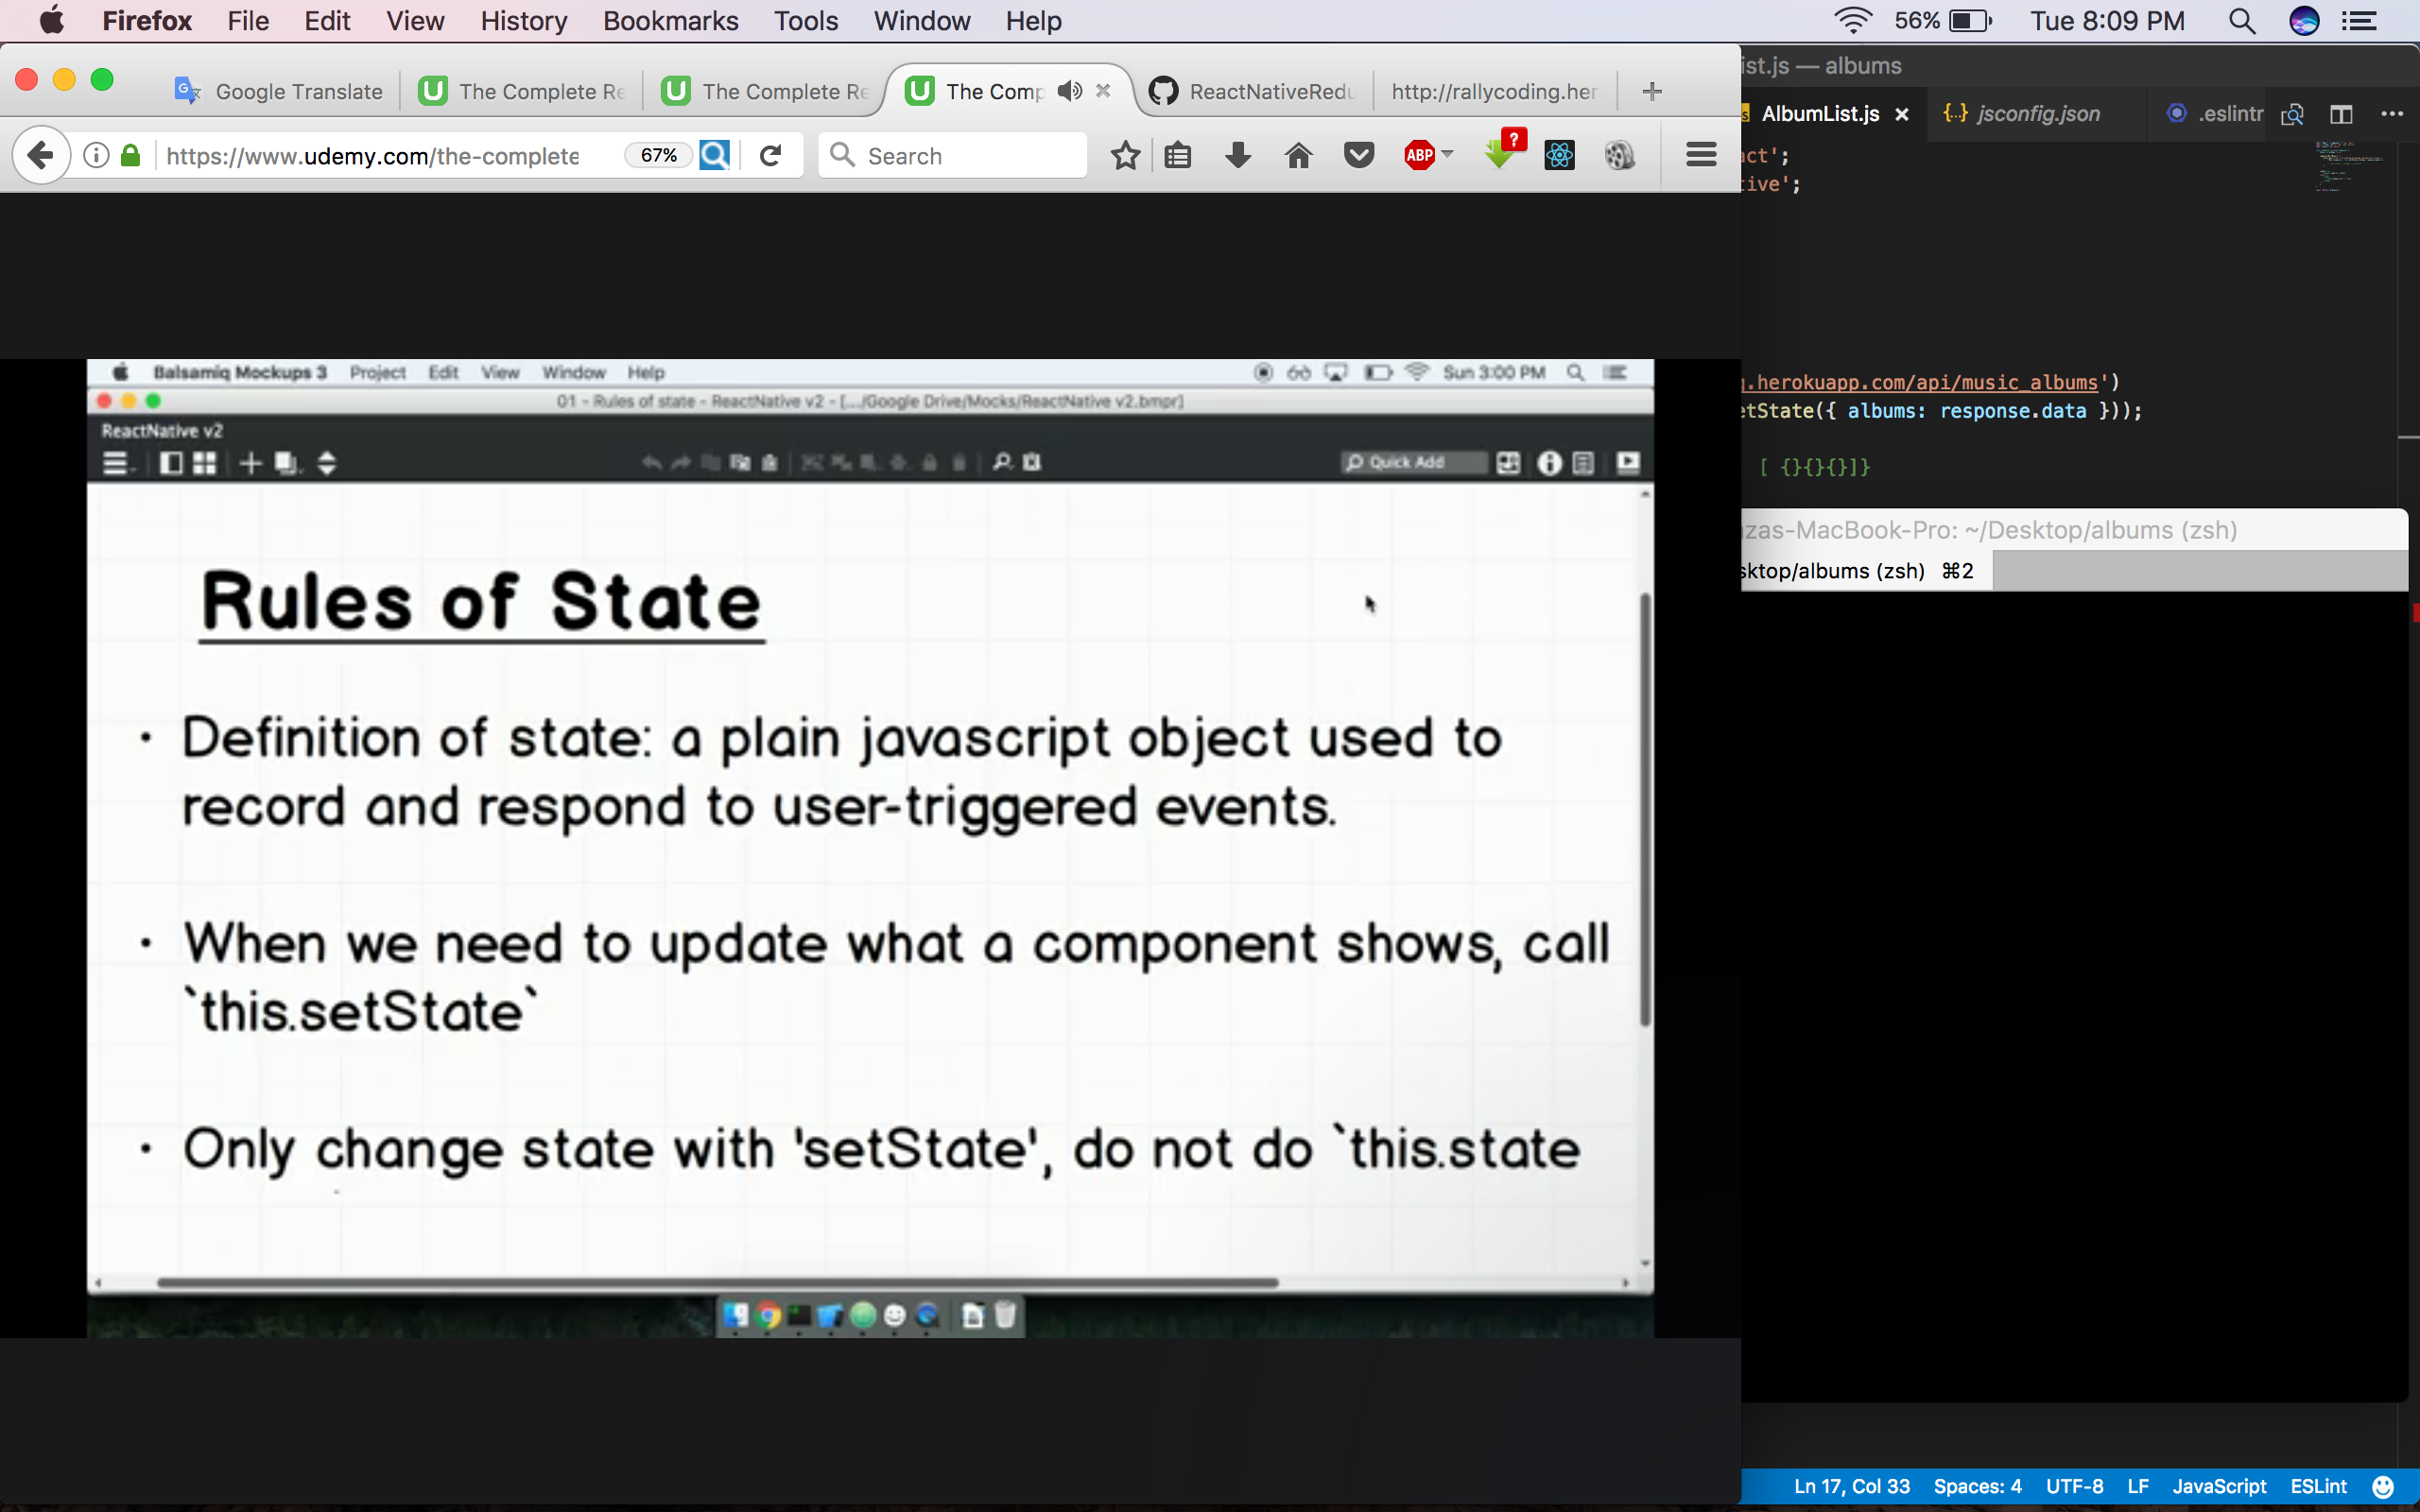 Firefox File Edit View History Bookmarks Tools Window Help 56% Tue 8:09 PM
Google Translate The Complete Re The Complete Re The Comp ReactNativeRedu http://rallycoding.her
https://www.udemy.com/the-complete 67% Search ABP ?
ist.js — albums
AlbumList.js {..} jsconfig.json .eslintr
act';
tive';
.herokuapp.com/api/music_albums')
etState({ albums: response.data }));
[ {}{}{}]}
zas-MacBook-Pro: ~/Desktop/albums (zsh)
sktop/albums (zsh) ⌘2
Balsamiq Mockups 3 Project Edit View Window Help Sun 3:00 PM
01 - Rules of state - ReactNative v2 - [.../Google Drive/Mocks/ReactNative v2.bmpr]
ReactNative v2
Quick Add
Rules of State
• Definition of state: a plain javascript object used to
record and respond to user-triggered events.
• When we need to update what a component shows, call
`this.setState`
• Only change state with 'setState', do not do `this.state
Ln 17, Col 33 Spaces: 4 UTF-8 LF JavaScript ESLint